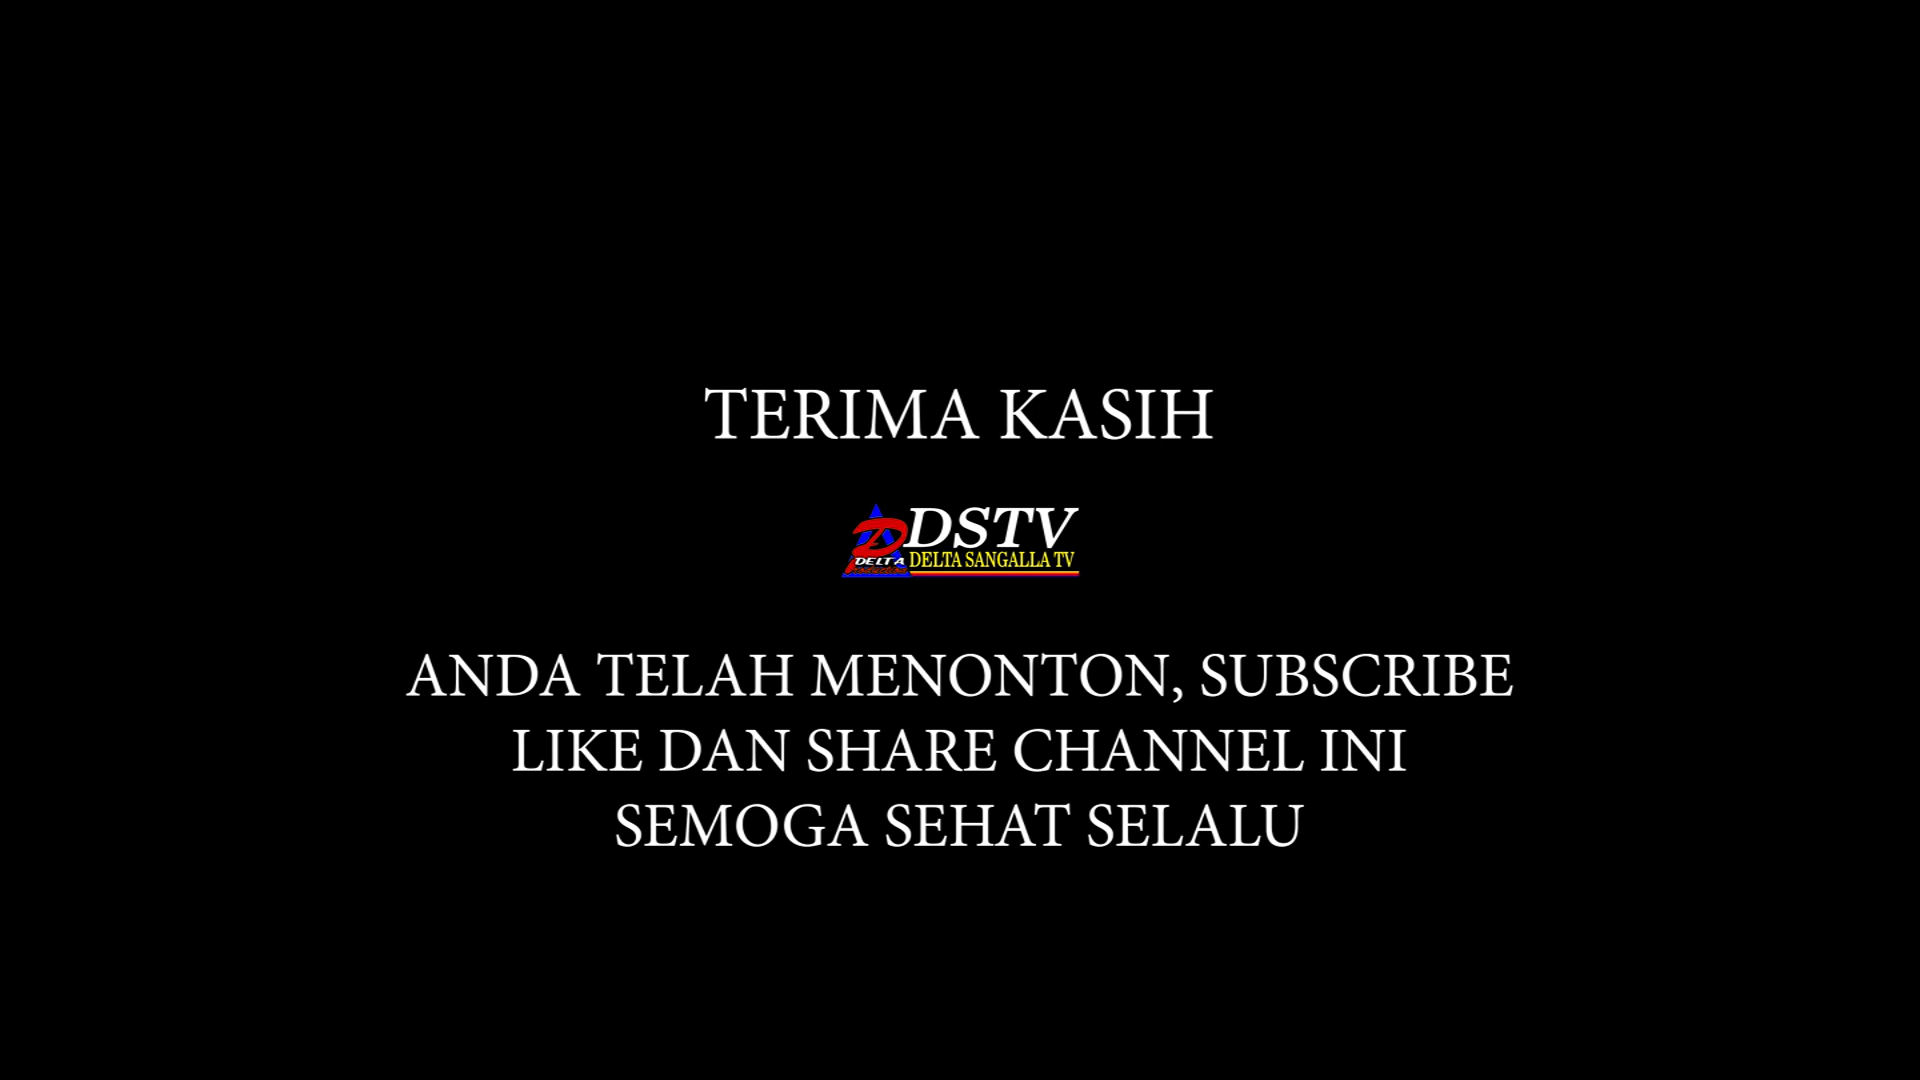 TERIMA KASIH
DSTV
DELTA
DELTA SANGALLA TV
ANDA TELAH MENONTON, SUBSCRIBE
LIKE DAN SHARE CHANNEL INI
SEMOGA SEHAT SELALU